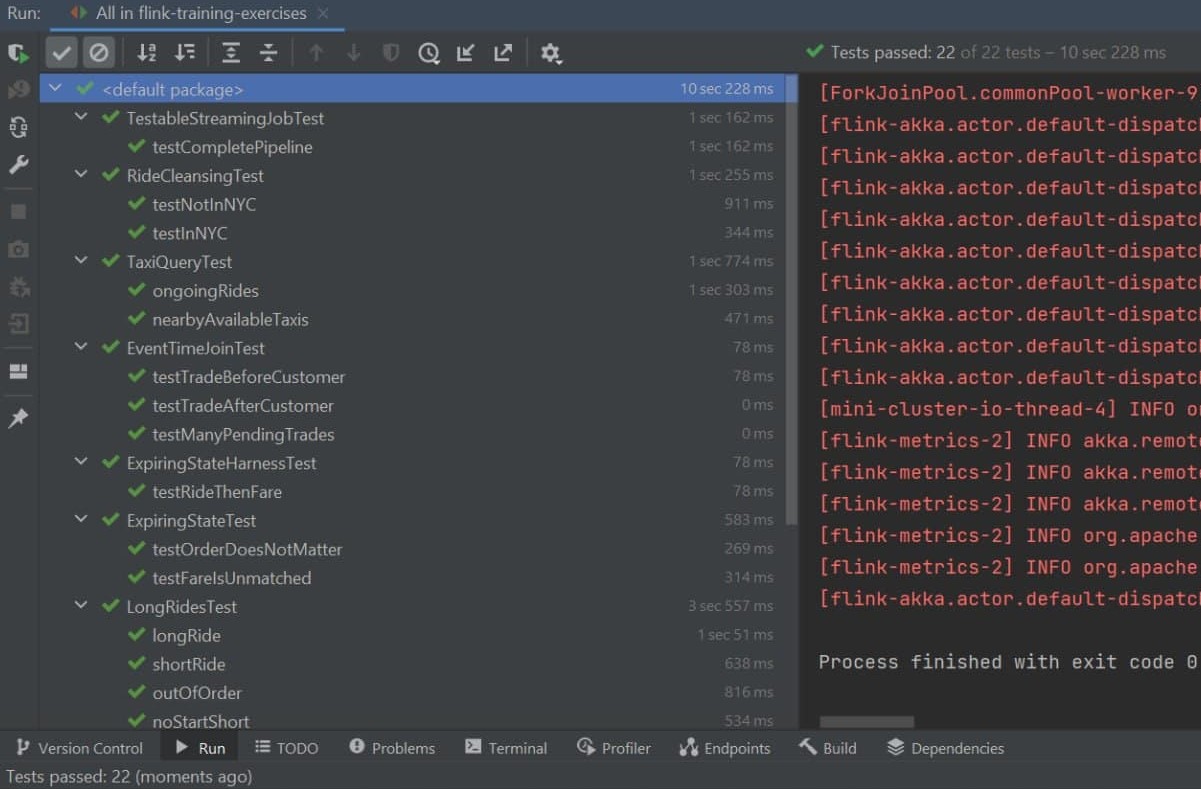 Run: All in flink-training-exercises ×
Tests passed: 22 of 22 tests – 10 sec 228 ms
<default package> 10 sec 228 ms
TestableStreamingJobTest 1 sec 162 ms
testCompletePipeline 1 sec 162 ms
RideCleansingTest 1 sec 255 ms
testNotInNYC 911 ms
testInNYC 344 ms
TaxiQueryTest 1 sec 774 ms
ongoingRides 1 sec 303 ms
nearbyAvailableTaxis 471 ms
EventTimeJoinTest 78 ms
testTradeBeforeCustomer 78 ms
testTradeAfterCustomer 0 ms
testManyPendingTrades 0 ms
ExpiringStateHarnessTest 78 ms
testRideThenFare 78 ms
ExpiringStateTest 583 ms
testOrderDoesNotMatter 269 ms
testFareIsUnmatched 314 ms
LongRidesTest 3 sec 557 ms
longRide 1 sec 51 ms
shortRide 638 ms
outOfOrder 816 ms
noStartShort 534 ms
[ForkJoinPool.commonPool-worker-9
[flink-akka.actor.default-dispatc
[flink-akka.actor.default-dispatc
[flink-akka.actor.default-dispatc
[flink-akka.actor.default-dispatc
[flink-akka.actor.default-dispatc
[flink-akka.actor.default-dispatc
[flink-akka.actor.default-dispatc
[flink-akka.actor.default-dispatc
[flink-akka.actor.default-dispatc
[mini-cluster-io-thread-4] INFO o
[flink-metrics-2] INFO akka.remot
[flink-metrics-2] INFO akka.remot
[flink-metrics-2] INFO akka.remot
[flink-metrics-2] INFO org.apache
[flink-metrics-2] INFO org.apache
[flink-akka.actor.default-dispatc
Process finished with exit code 0
Version Control Run TODO Problems Terminal Profiler Endpoints Build Dependencies
Tests passed: 22 (moments ago)